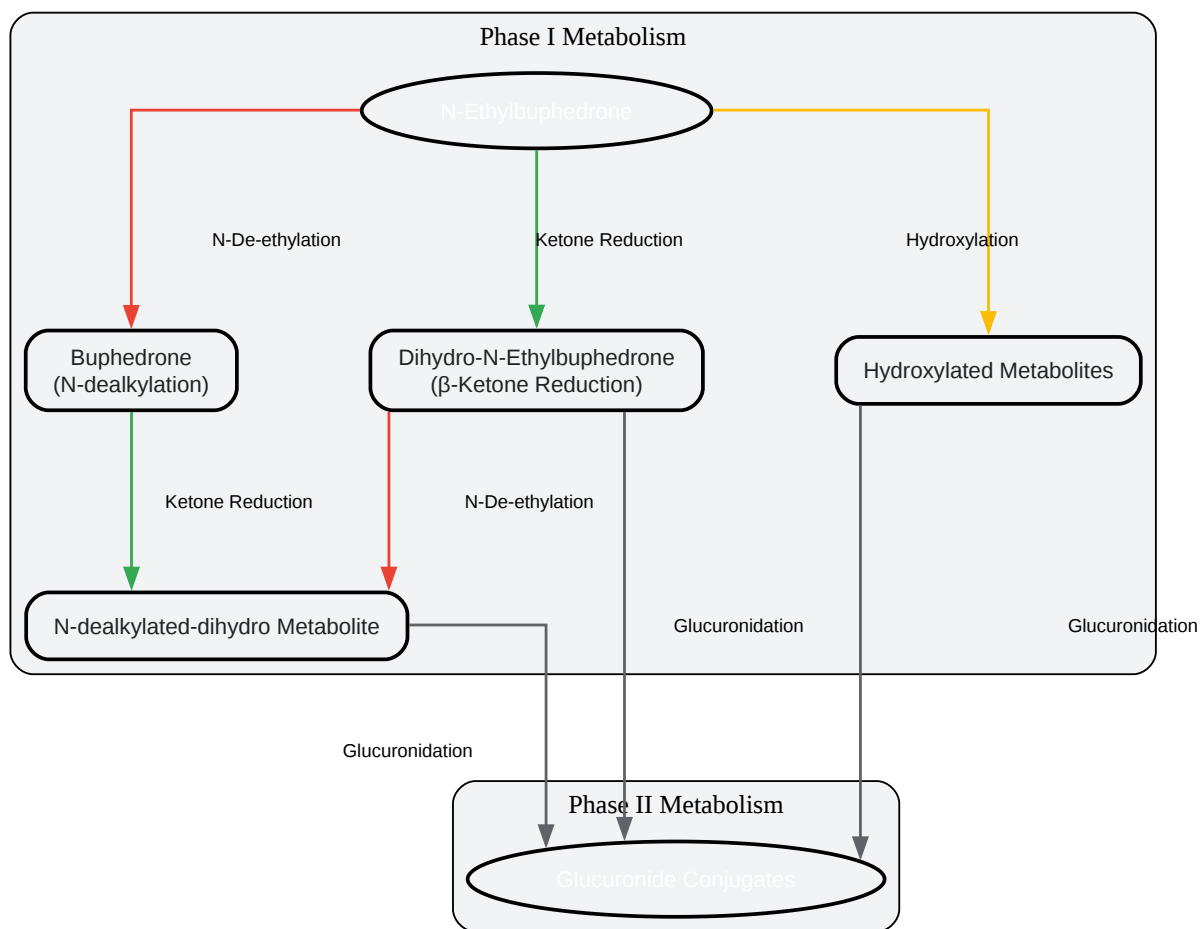 Phase I Metabolism
N-Ethylbuphedrone
N-De-ethylation
Ketone Reduction
Hydroxylation
Buphedrone
(N-dealkylation)
Dihydro-N-Ethylbuphedrone
(β-Ketone Reduction)
Hydroxylated Metabolites
Ketone Reduction
N-De-ethylation
N-dealkylated-dihydro Metabolite
Glucuronidation
Glucuronidation
Glucuronidation
Phase II Metabolism
Glucuronide Conjugates